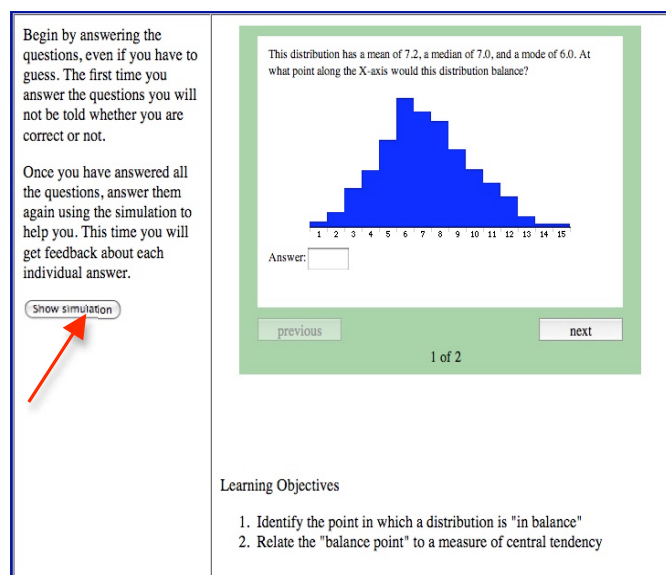 Begin by answering the
questions, even if you have to
guess. The first time you
answer the questions you will
not be told whether you are
correct or not.
Once you have answered all
the questions, answer them
again using the simulation to
help you. This time you will
get feedback about each
individual answer.
Show simulation
This distribution has a mean of 7.2, a median of 7.0, and a mode of 6.0. At
what point along the X-axis would this distribution balance?
1 2 3 4 5 6 7 8 9 10 11 12 13 14 15
Answer:
previous
next
1 of 2
Learning Objectives
1. Identify the point in which a distribution is "in balance"
2. Relate the "balance point" to a measure of central tendency